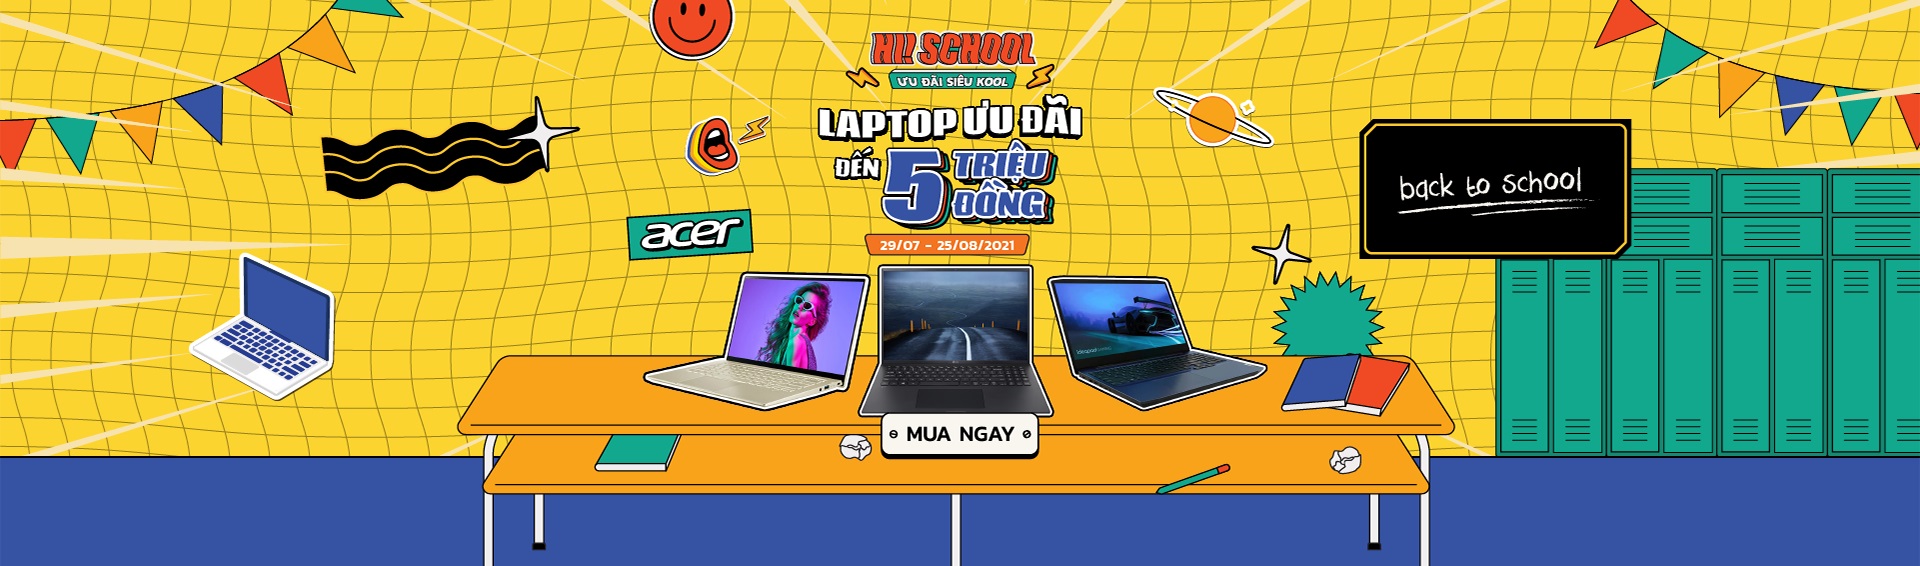 HI! SCHOOL
ƯU ĐÃI SIÊU KOOL
LAPTOP ƯU ĐÃI
ĐẾN 5 TRIỆU ĐỒNG
29/07 - 25/08/2021
acer
back to school
MUA NGAY